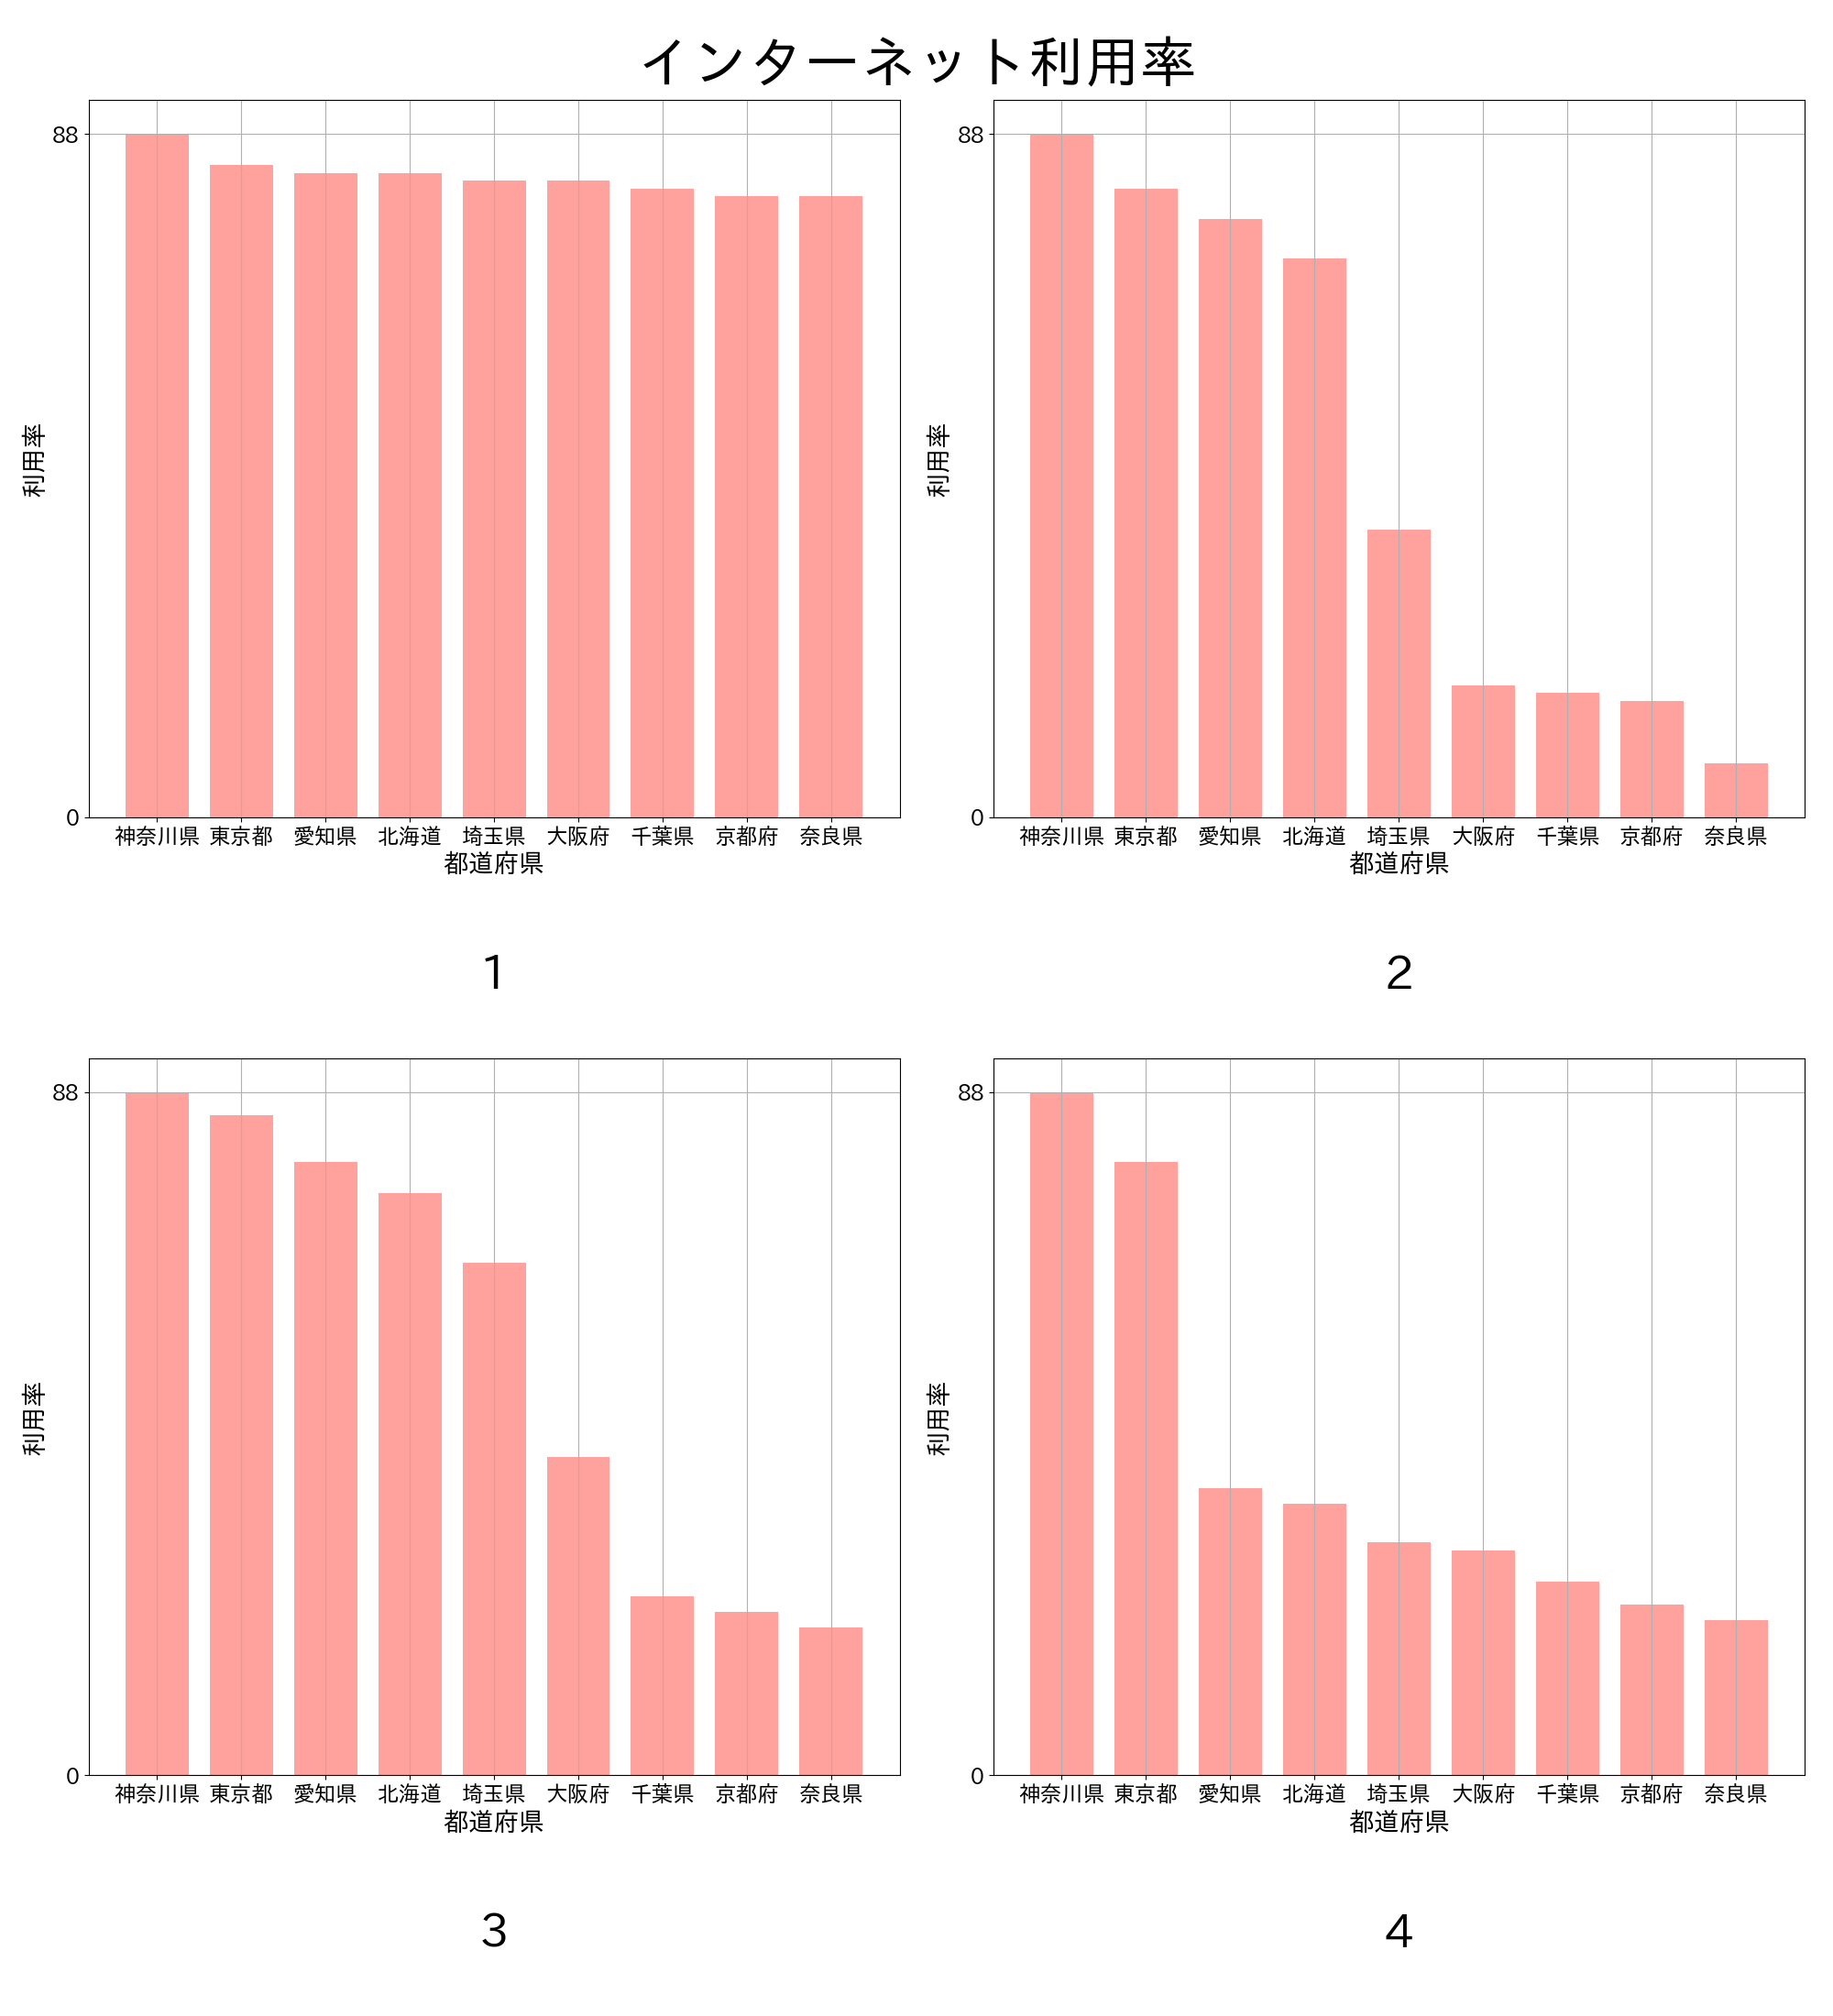 インターネット利用率
88
0
利用率
神奈川県 東京都 愛知県 北海道 埼玉県 大阪府 千葉県 京都府 奈良県
都道府県
1
88
0
利用率
神奈川県 東京都 愛知県 北海道 埼玉県 大阪府 千葉県 京都府 奈良県
都道府県
2
88
0
利用率
神奈川県 東京都 愛知県 北海道 埼玉県 大阪府 千葉県 京都府 奈良県
都道府県
3
88
0
利用率
神奈川県 東京都 愛知県 北海道 埼玉県 大阪府 千葉県 京都府 奈良県
都道府県
4